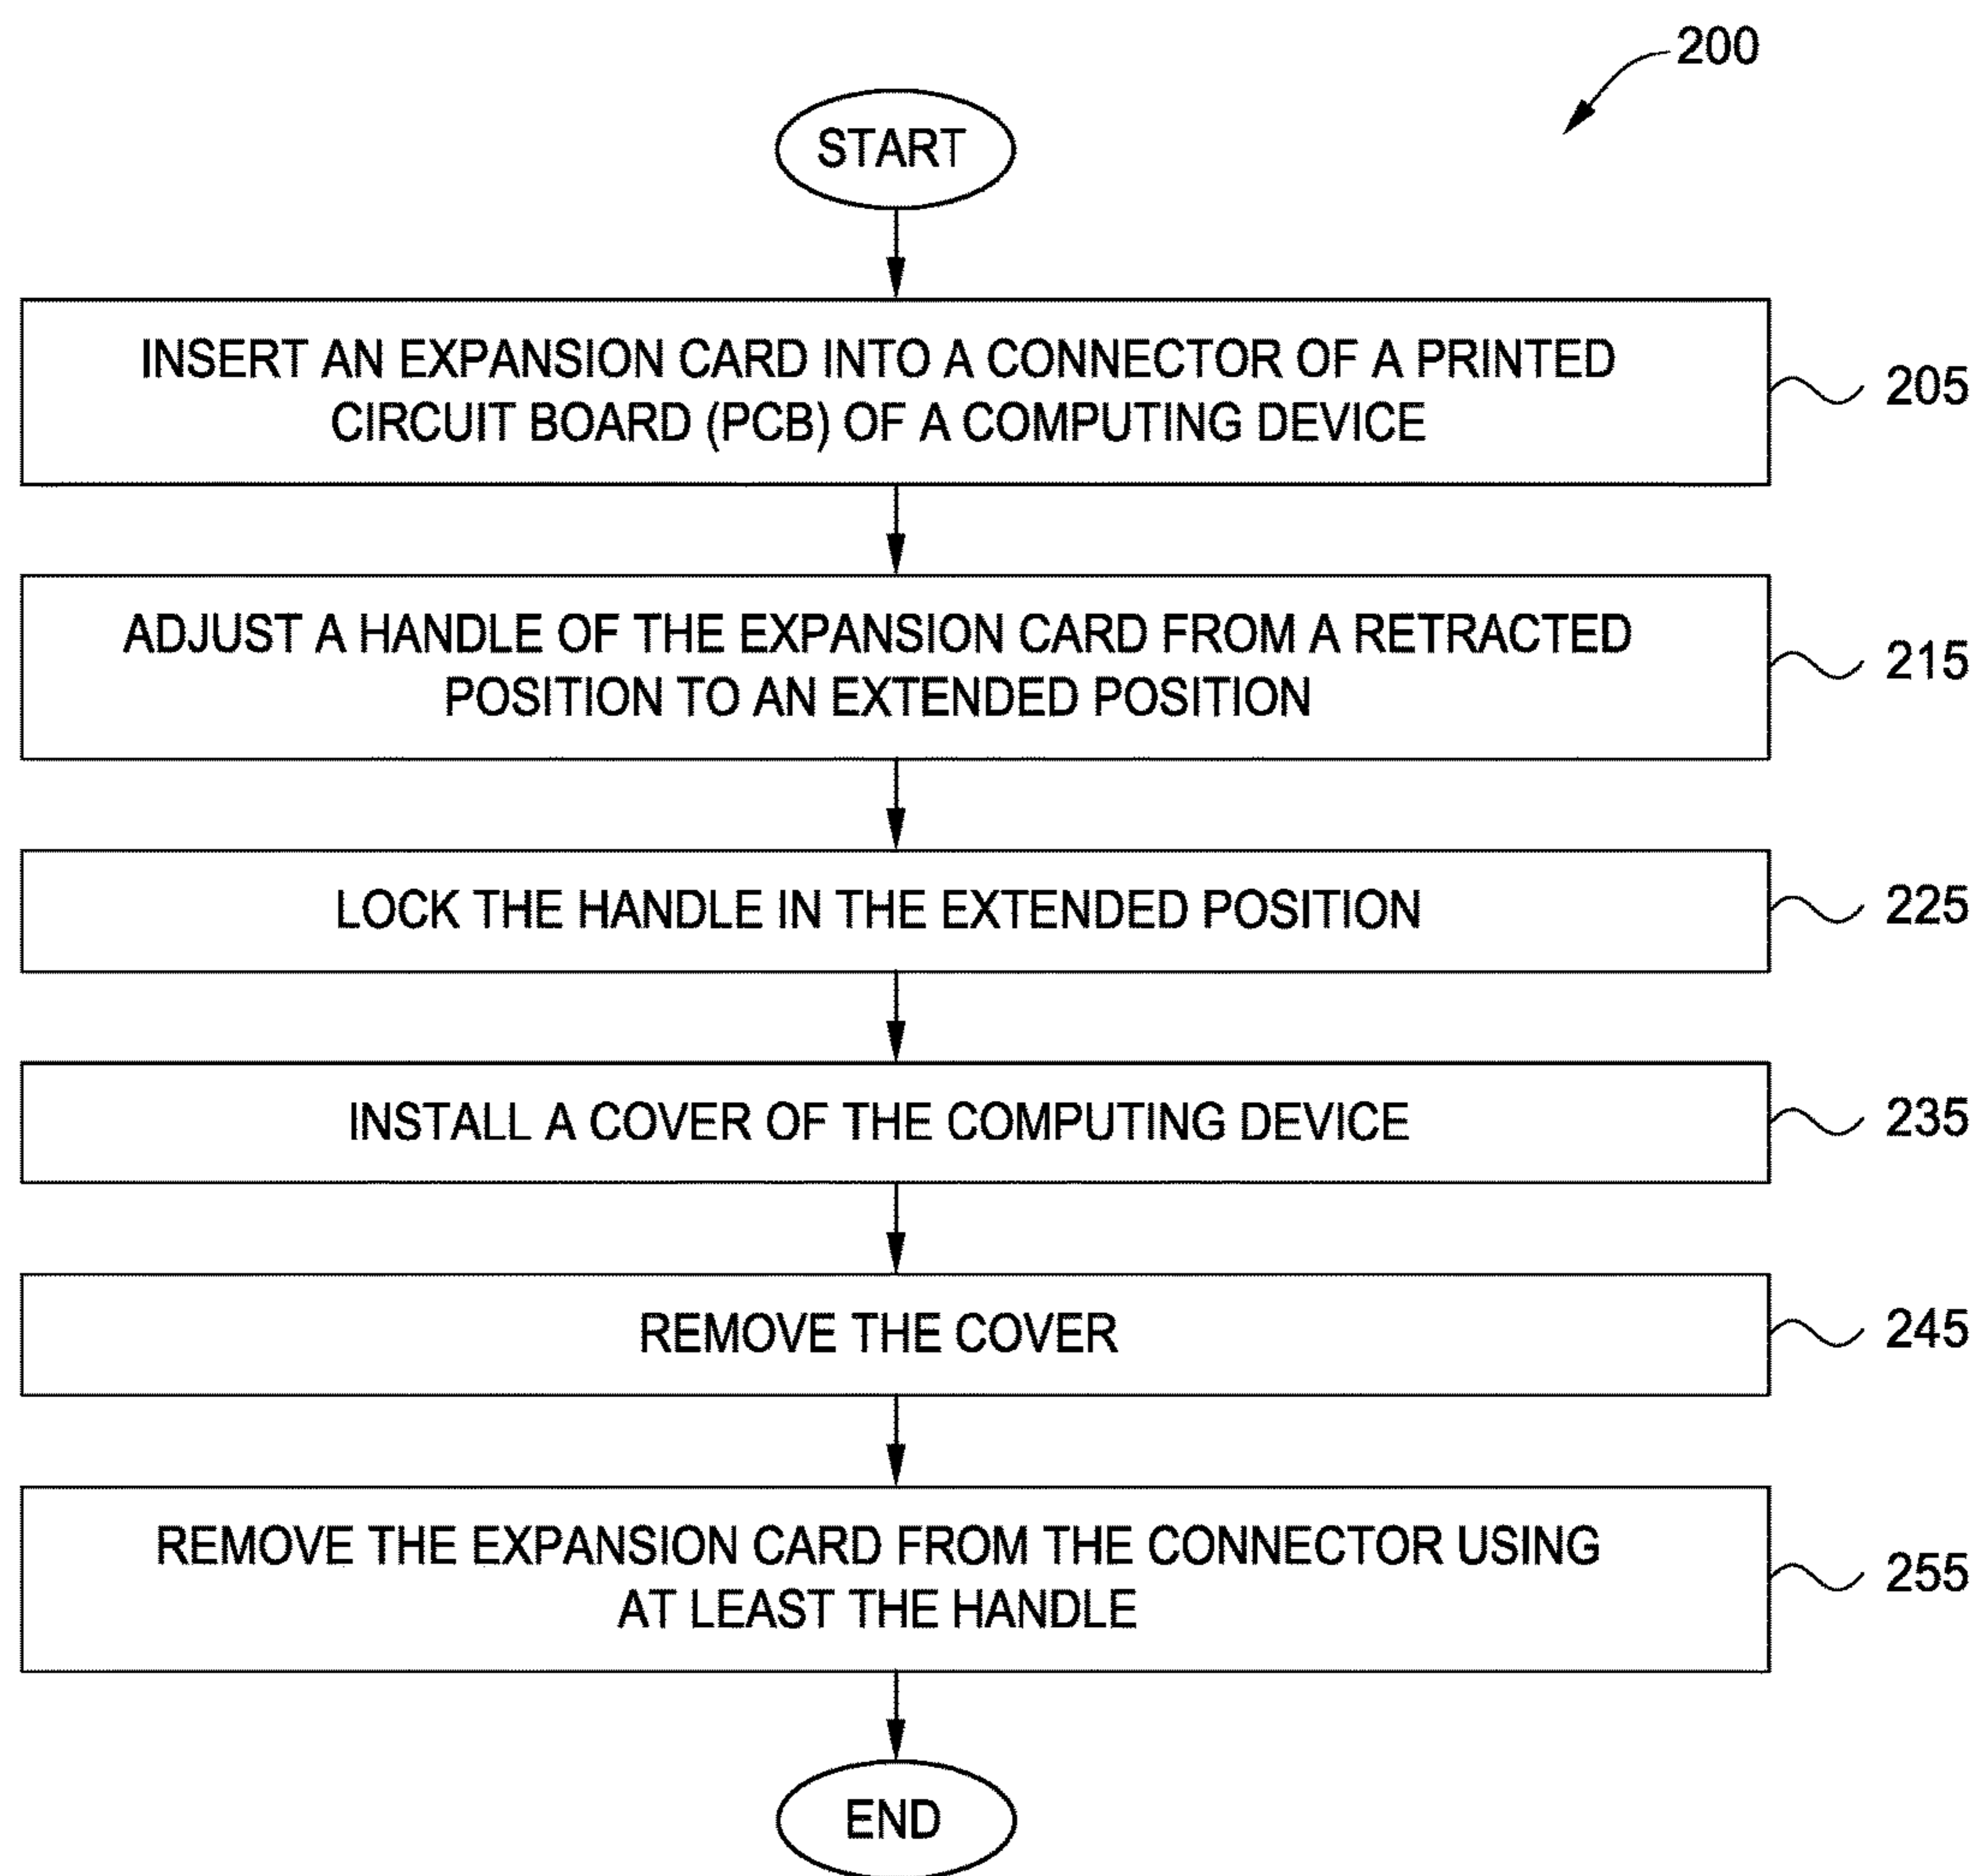 200
START
INSERT AN EXPANSION CARD INTO A CONNECTOR OF A PRINTED
CIRCUIT BOARD (PCB) OF A COMPUTING DEVICE
205
ADJUST A HANDLE OF THE EXPANSION CARD FROM A RETRACTED
POSITION TO AN EXTENDED POSITION
215
LOCK THE HANDLE IN THE EXTENDED POSITION
225
INSTALL A COVER OF THE COMPUTING DEVICE
235
REMOVE THE COVER
245
REMOVE THE EXPANSION CARD FROM THE CONNECTOR USING
AT LEAST THE HANDLE
255
END